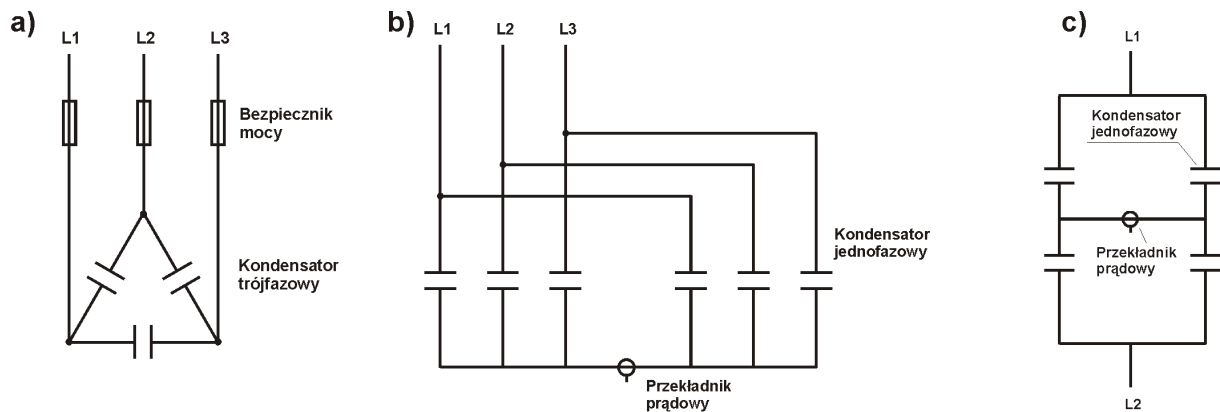 a)
L1 L2 L3
Bezpiecznik
mocy
Kondensator
trójfazowy
b)
L1 L2 L3
Kondensator
jednofazowy
Przekładnik
prądowy
c)
L1
Kondensator
jednofazowy
Przekładnik
prądowy
L2